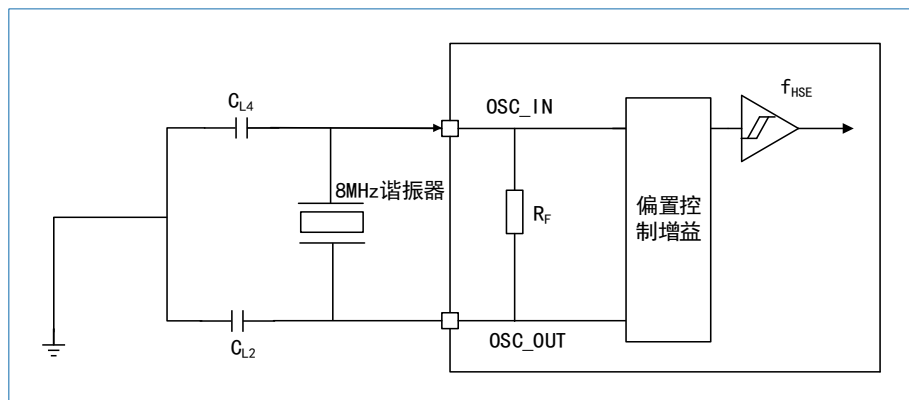 C_L4
f_HSE
OSC_IN
8MHz谐振器
R_F
偏置控
制增益
C_L2
OSC_OUT